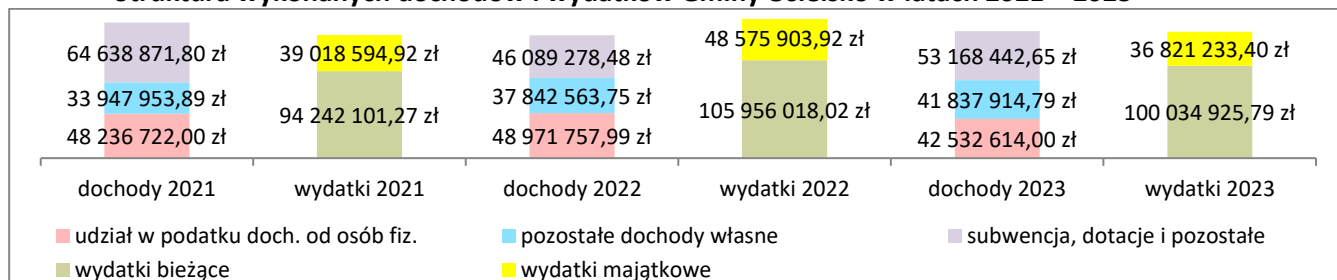 64 638 871,80 zł
33 947 953,89 zł
48 236 722,00 zł
39 018 594,92 zł
94 242 101,27 zł
46 089 278,48 zł
37 842 563,75 zł
48 971 757,99 zł
48 575 903,92 zł
105 956 018,02 zł
53 168 442,65 zł
41 837 914,79 zł
42 532 614,00 zł
36 821 233,40 zł
100 034 925,79 zł
dochody 2021
wydatki 2021
dochody 2022
wydatki 2022
dochody 2023
wydatki 2023
udział w podatku doch. od osób fiz.
pozostałe dochody własne
subwencja, dotacje i pozostałe
wydatki bieżące
wydatki majątkowe